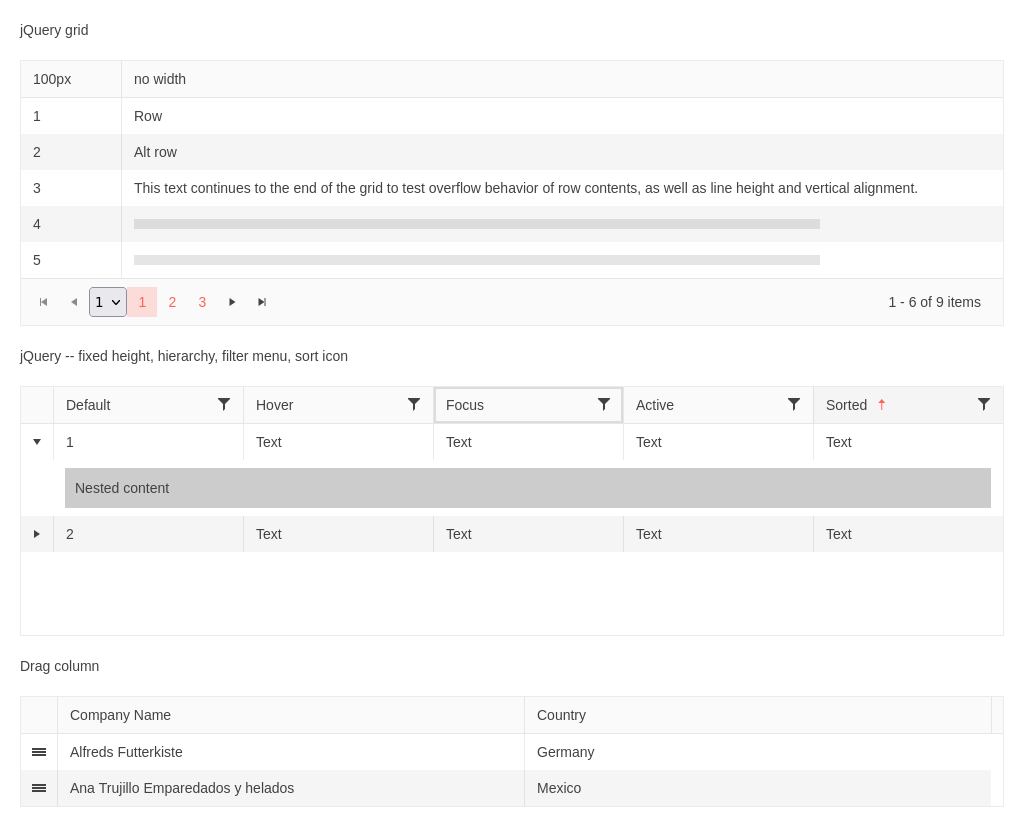 jQuery grid
100px no width
1 Row
2 Alt row
3 This text continues to the end of the grid to test overflow behavior of row contents, as well as line height and vertical alignment.
4
5
1 1 2 3 1 - 6 of 9 items
jQuery -- fixed height, hierarchy, filter menu, sort icon
Default Hover Focus Active Sorted
1 Text Text Text Text
Nested content
2 Text Text Text Text
Drag column
Company Name Country
Alfreds Futterkiste Germany
Ana Trujillo Emparedados y helados Mexico